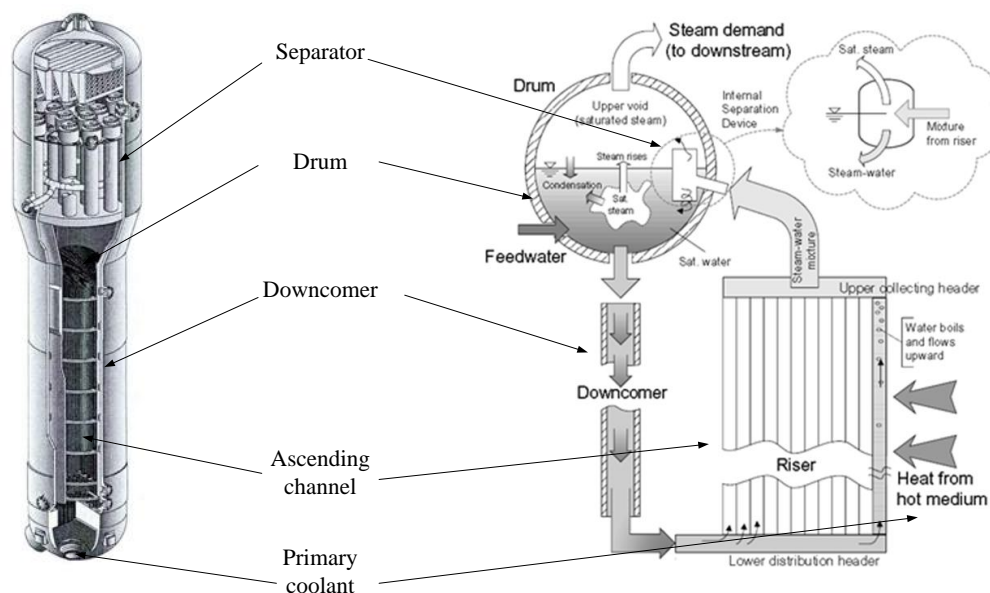 Separator
Drum
Downcomer
Ascending
channel
Primary
coolant
Steam demand
(to downstream)
Drum
Upper void
(saturated steam)
Internal
Separation
Device
Sat. steam
Mixture
from riser
Steam-water
Steam rises
Condensation
Sat.
steam
Feedwater
Sat. water
Steam-water
mixture
Upper collecting header
Water boils
and flows
upward
Downcomer
Riser
Heat from
hot medium
Lower distribution header